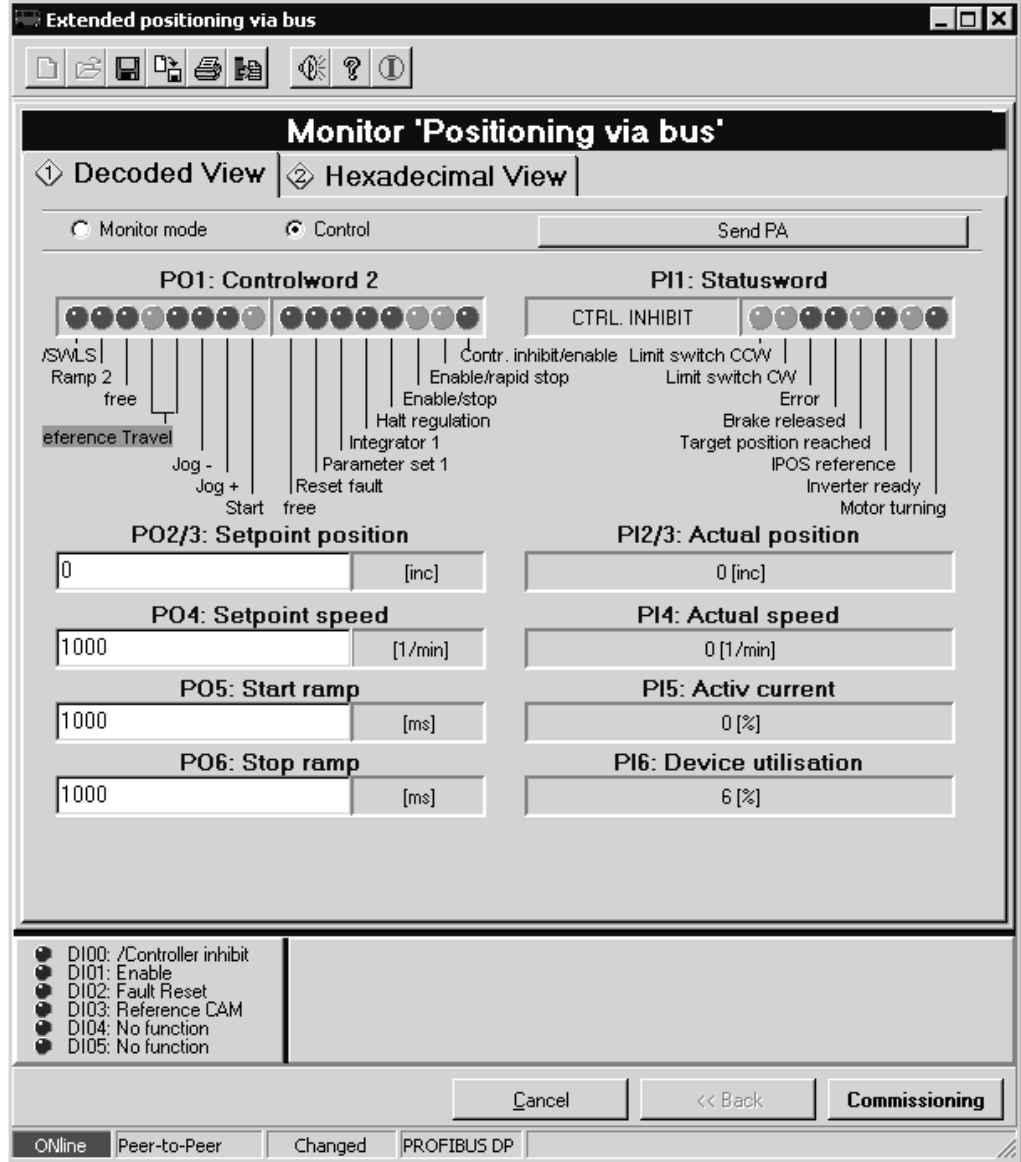 Extended positioning via bus
Monitor 'Positioning via bus'
1 Decoded View
2 Hexadecimal View
Monitor mode
Control
Send PA
PO1: Controlword 2
PI1: Statusword
CTRL. INHIBIT
/SWLS
Ramp 2
free
eference Travel
Jog -
Jog +
Start
free
Reset fault
Parameter set 1
Integrator 1
Halt regulation
Enable/stop
Enable/rapid stop
Contr. inhibit/enable
Limit switch CCW
Limit switch CW
Error
Brake released
Target position reached
IPOS reference
Inverter ready
Motor turning
PO2/3: Setpoint position
PI2/3: Actual position
0 [inc]
0 [inc]
PO4: Setpoint speed
PI4: Actual speed
1000 [1/min]
0 [1/min]
PO5: Start ramp
PI5: Activ current
1000 [ms]
0 [%]
PO6: Stop ramp
PI6: Device utilisation
1000 [ms]
6 [%]
DI00: /Controller inhibit
DI01: Enable
DI02: Fault Reset
DI03: Reference CAM
DI04: No function
DI05: No function
Cancel
<< Back
Commissioning
ONline
Peer-to-Peer
Changed
PROFIBUS DP